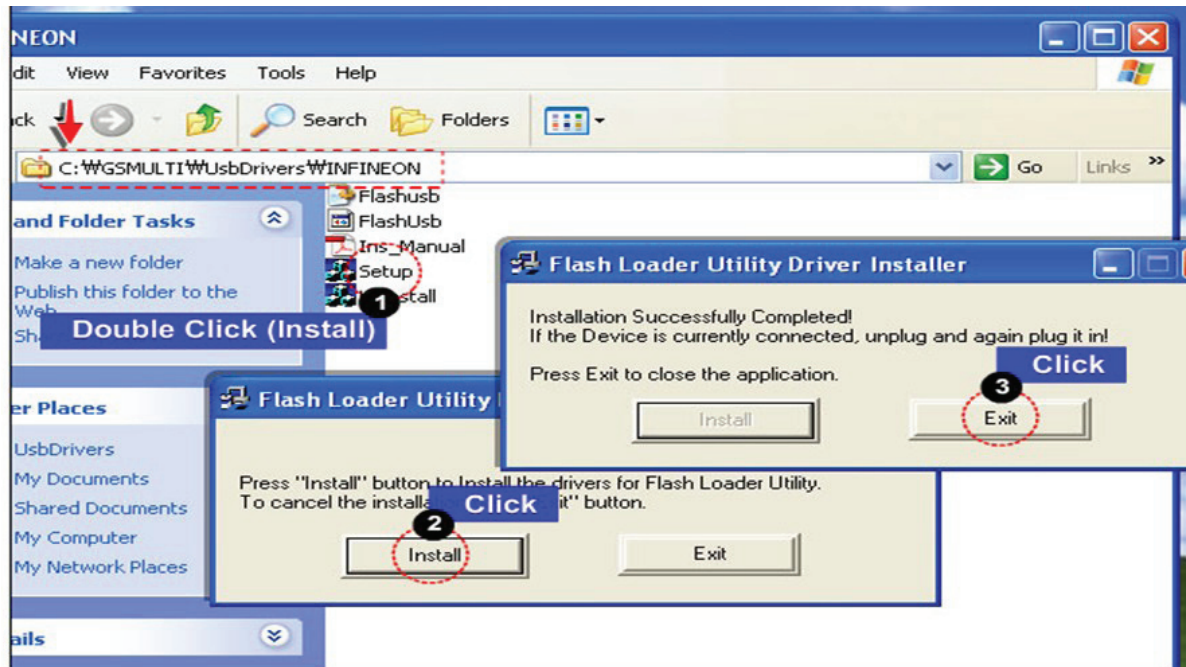 NEON
dit View Favorites Tools Help
ck Search Folders
C:₩GSMULTI₩UsbDrivers₩INFINEON Go Links »
Flashusb
and Folder Tasks
FlashUsb
Ins_Manual
Make a new folder
Setup
Publish this folder to the
Web
1
stall
Sh
Double Click (Install)
Flash Loader Utility Driver Installer
Installation Successfully Completed!
If the Device is currently connected, unplug and again plug it in!
Press Exit to close the application.
Click
3
Install Exit
er Places
UsbDrivers
My Documents
Shared Documents
My Computer
My Network Places
ails
Flash Loader Utility
Press "Install" button to Install the drivers for Flash Loader Utility.
To cancel the installa it" button.
Click
2
Install Exit